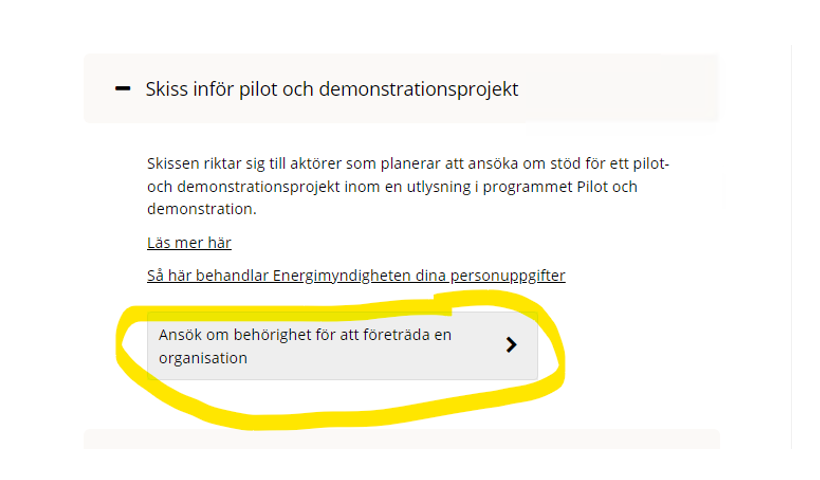 Skiss inför pilot och demonstrationsprojekt
Skissen riktar sig till aktörer som planerar att ansöka om stöd för ett pilot-
och demonstrationsprojekt inom en utlysning i programmet Pilot och
demonstration.
Läs mer här
Så här behandlar Energimyndigheten dina personuppgifter
Ansök om behörighet för att företräda en
organisation